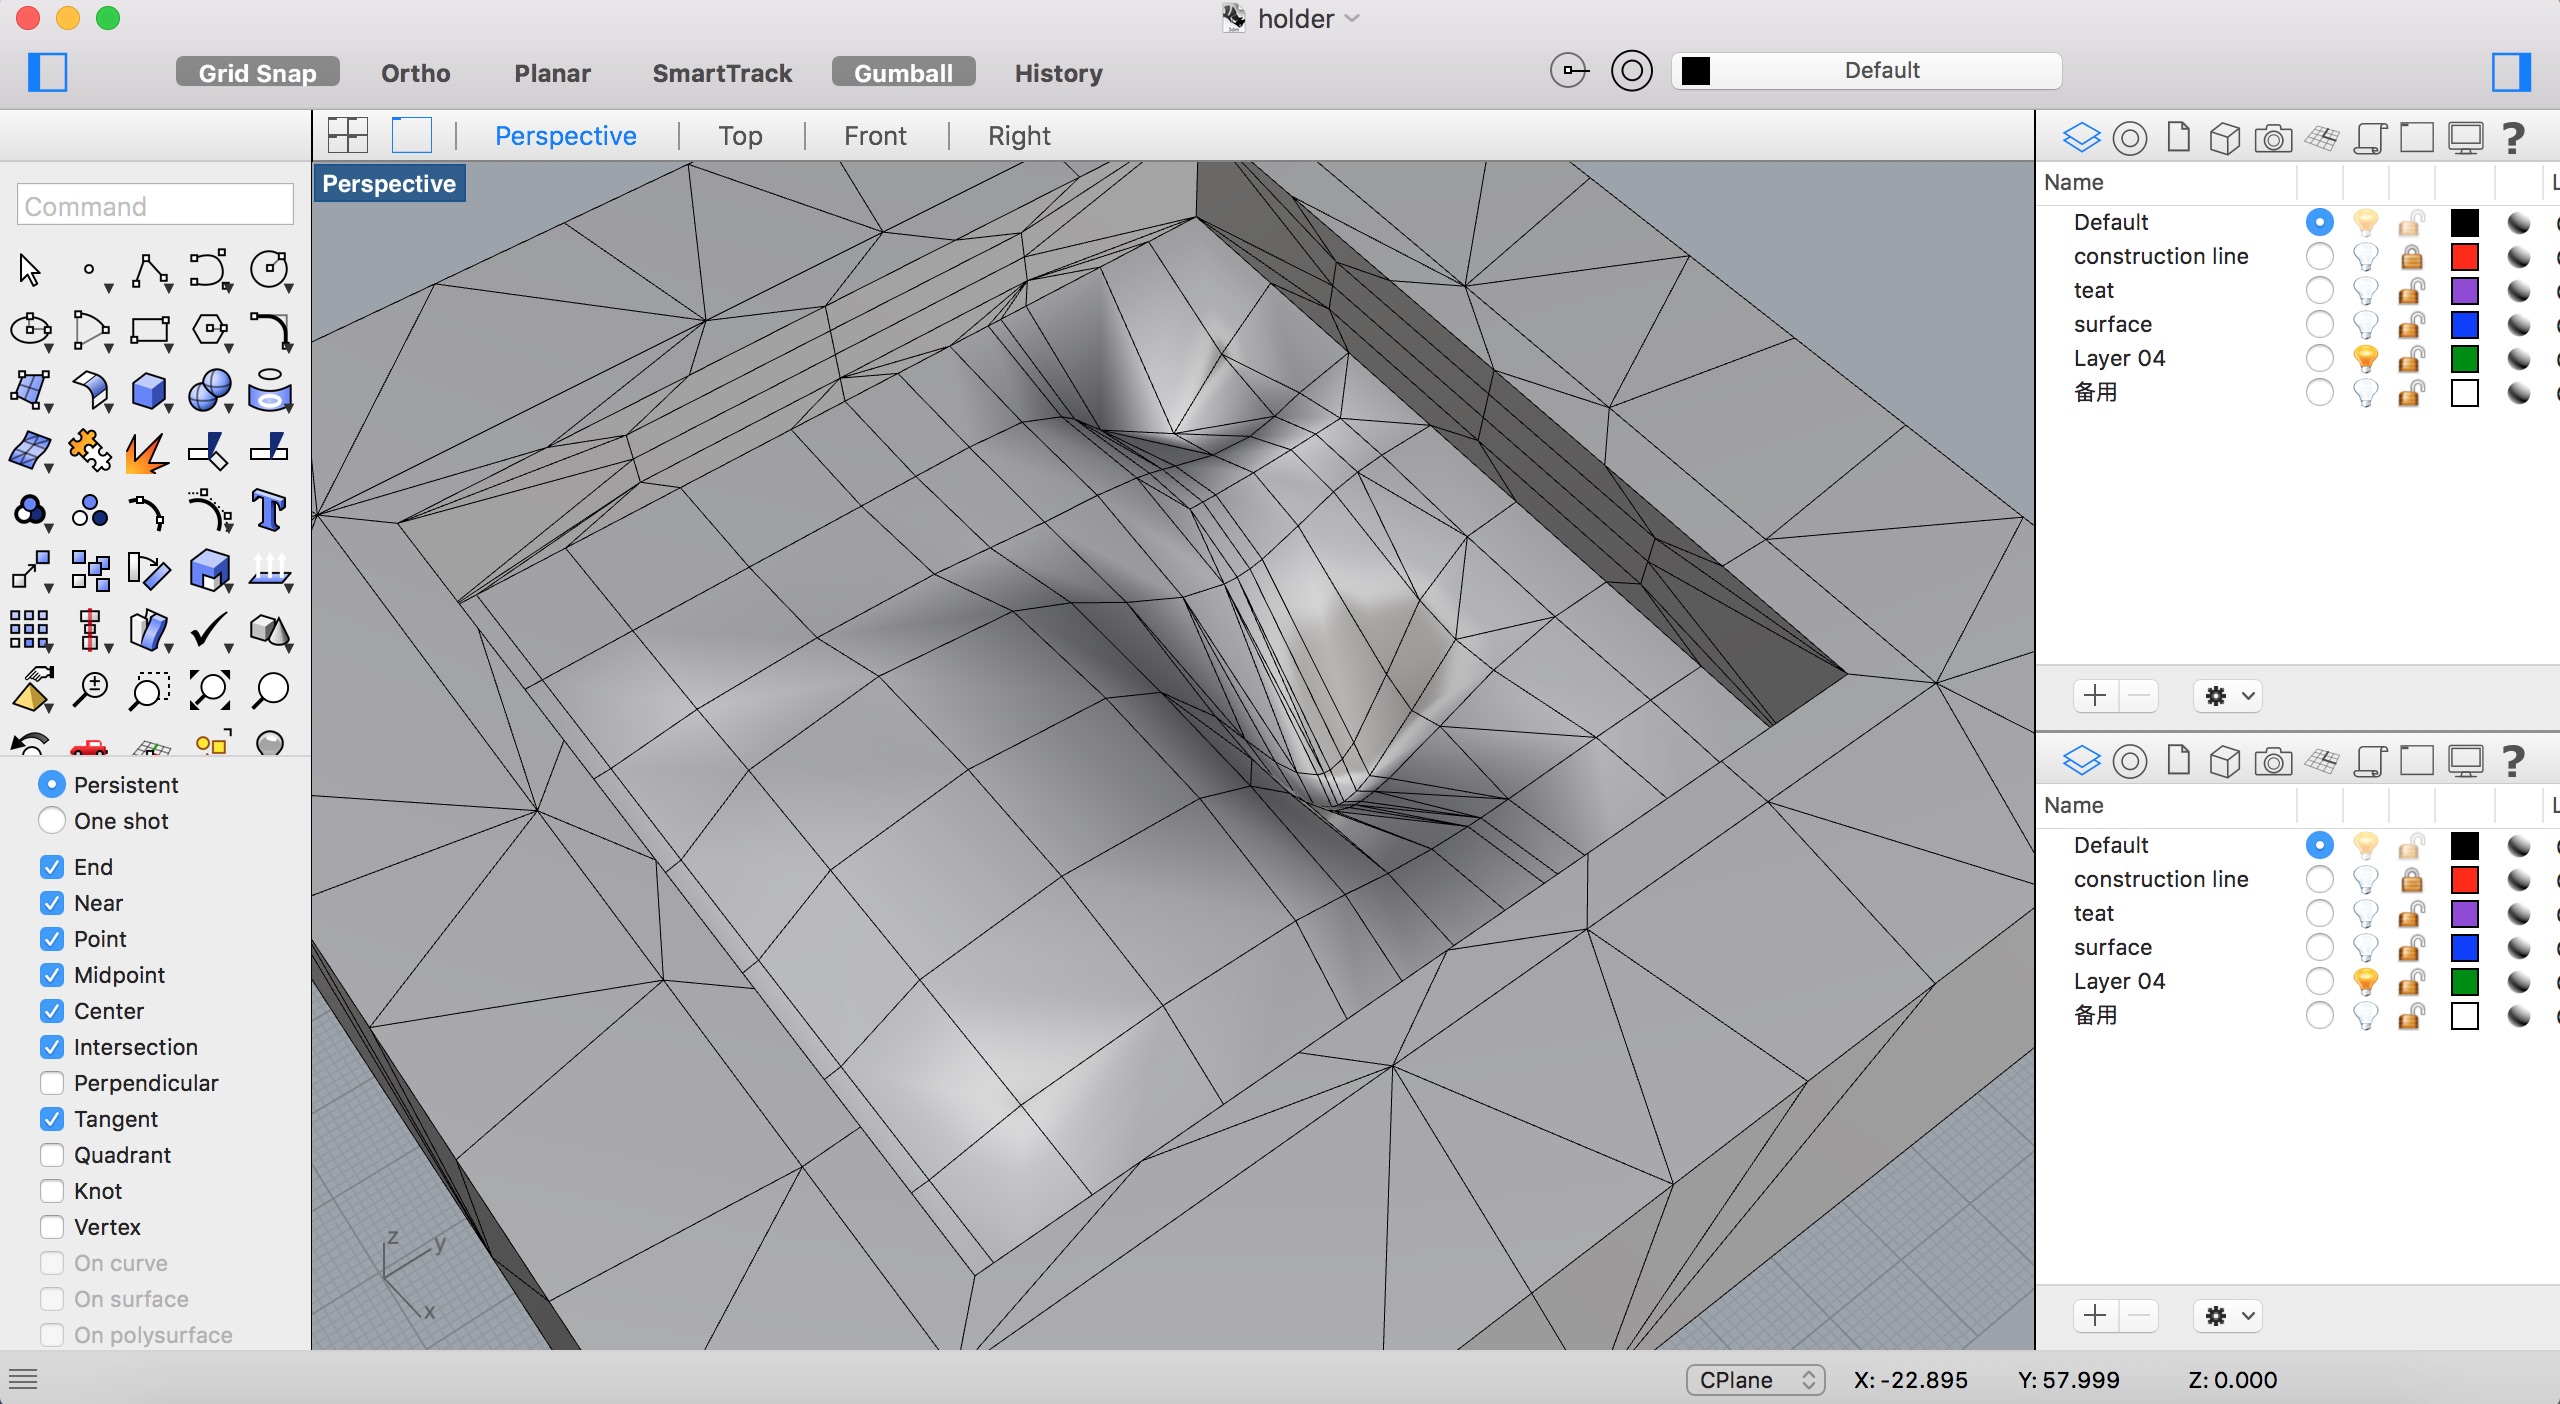 holder
Grid Snap
Ortho
Planar
SmartTrack
Gumball
History
Default
Perspective
Top
Front
Right
Perspective
Command
Persistent
One shot
End
Near
Point
Midpoint
Center
Intersection
Perpendicular
Tangent
Quadrant
Knot
Vertex
On curve
On surface
On polysurface
z
y
x
Name L
Default
construction line
teat
surface
Layer 04
备用
Name L
Default
construction line
teat
surface
Layer 04
备用
CPlane X: -22.895 Y: 57.999 Z: 0.000